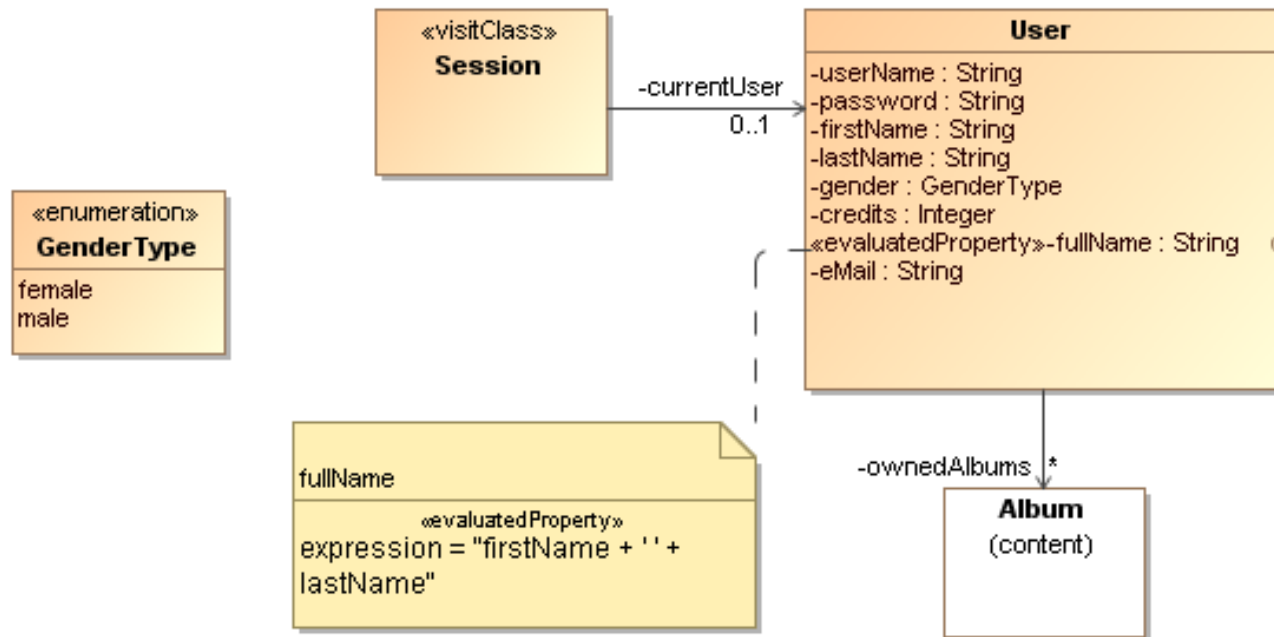 «visitClass»
Session
-currentUser
0..1
User
-userName : String
-password : String
-firstName : String
-lastName : String
-gender : GenderType
-credits : Integer
«evaluatedProperty»-fullName : String
-eMail : String
«enumeration»
GenderType
female
male
fullName
«evaluatedProperty»
expression = "firstName + ' ' +
lastName"
-ownedAlbums
*
Album
(content)